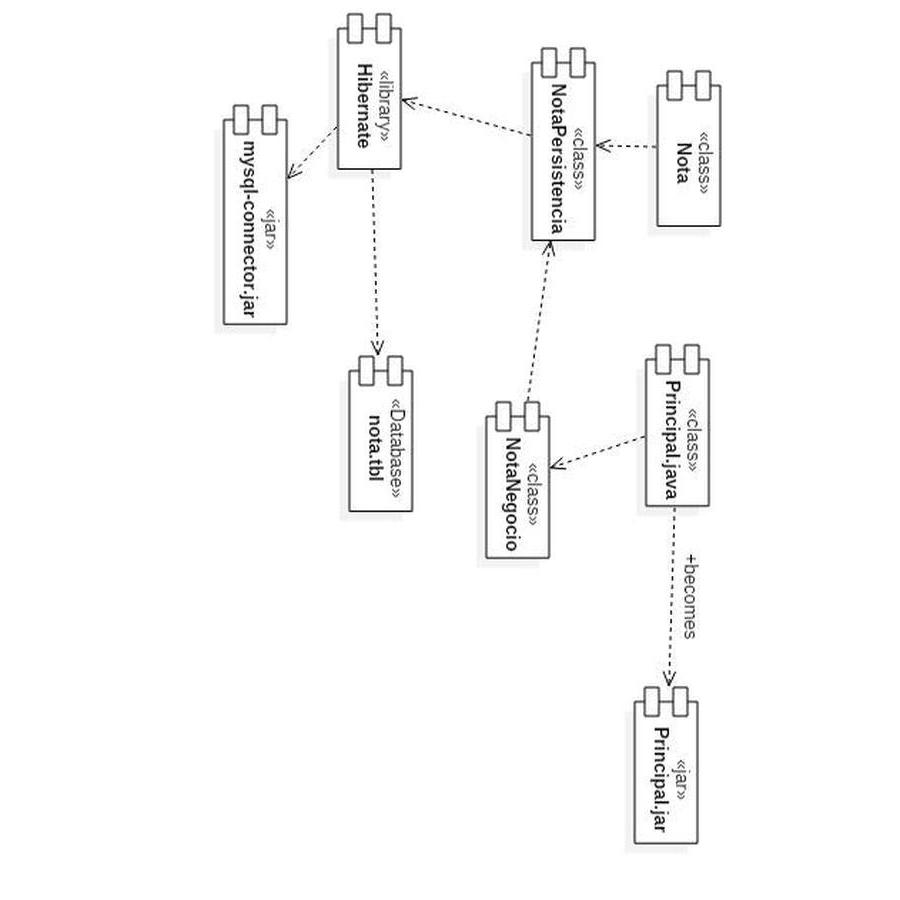 «class»
Principal.java
+becomes
«jar»
Principal.jar
«class»
Nota
«class»
NotaNegocio
«class»
NotaPersistencia
«Database»
nota.tbl
«library»
Hibernate
«jar»
mysql-connector.jar